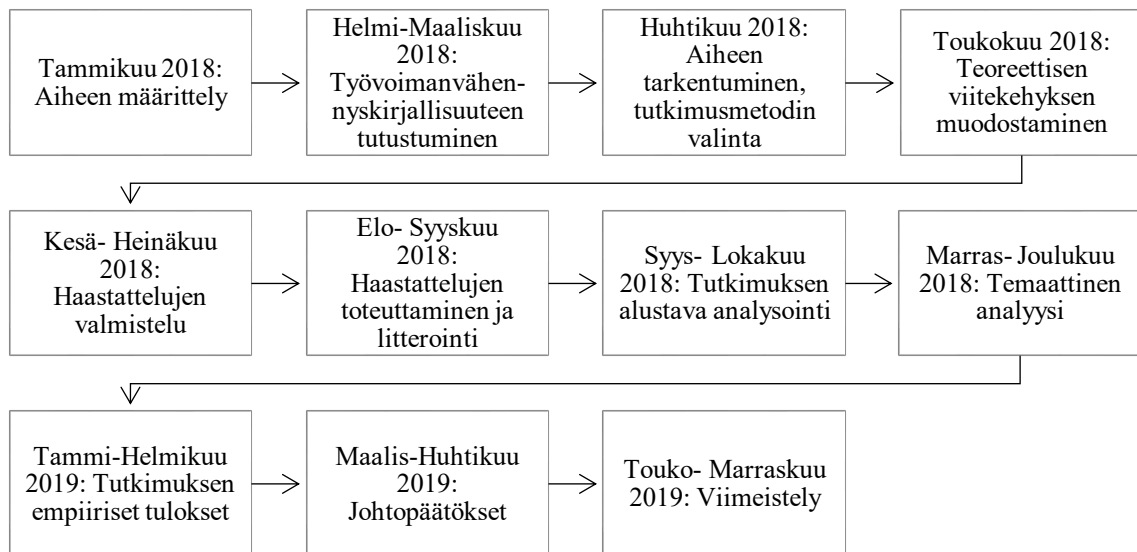 Tammikuu 2018:
Aiheen määrittely
Helmi-Maaliskuu
2018:
Työvoimanvähen-
nyskirjallisuuteen
tutustuminen
Huhtikuu 2018:
Aiheen
tarkentuminen,
tutkimusmetodin
valinta
Toukokuu 2018:
Teoreettisen
viitekehyksen
muodostaminen
Kesä- Heinäkuu
2018:
Haastattelujen
valmistelu
Elo- Syyskuu
2018:
Haastattelujen
toteuttaminen ja
litterointi
Syys- Lokakuu
2018: Tutkimuksen
alustava analysointi
Marras- Joulukuu
2018: Temaattinen
analyysi
Tammi-Helmikuu
2019: Tutkimuksen
empiiriset tulokset
Maalis-Huhtikuu
2019:
Johtopäätökset
Touko- Marraskuu
2019: Viimeistely